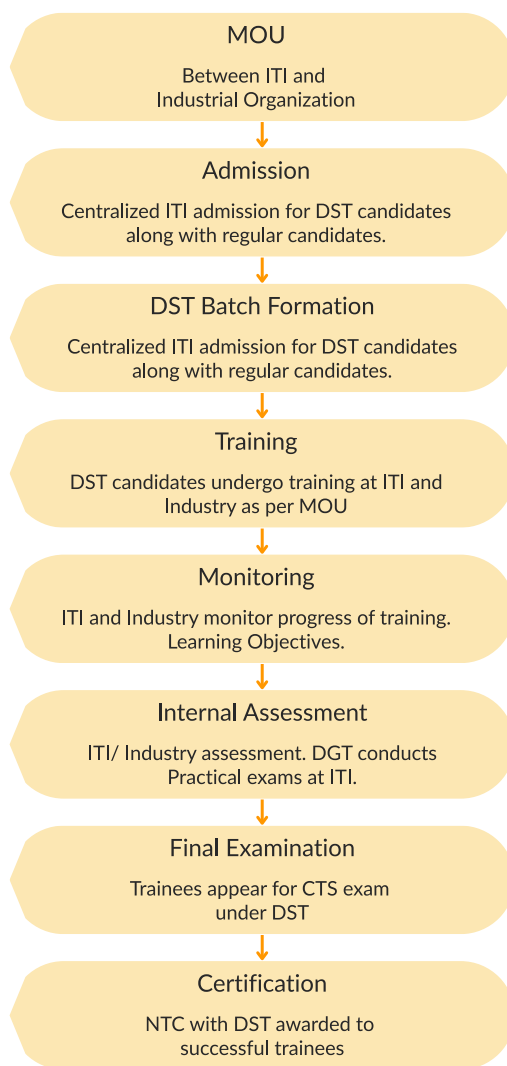 MOU
Between ITI and
Industrial Organization
Admission
Centralized ITI admission for DST candidates
along with regular candidates.
DST Batch Formation
Centralized ITI admission for DST candidates
along with regular candidates.
Training
DST candidates undergo training at ITI and
Industry as per MOU
Monitoring
ITI and Industry monitor progress of training.
Learning Objectives.
Internal Assessment
ITI/ Industry assessment. DGT conducts
Practical exams at ITI.
Final Examination
Trainees appear for CTS exam
under DST
Certification
NTC with DST awarded to
successful trainees